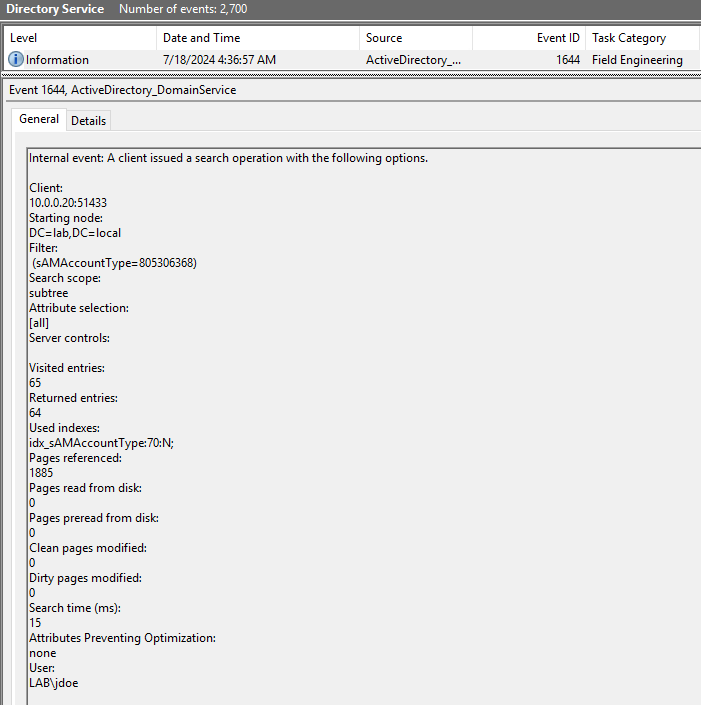 Directory Service Number of events: 2,700
Level Date and Time Source Event ID Task Category
Information 7/18/2024 4:36:57 AM ActiveDirectory_... 1644 Field Engineering
Event 1644, ActiveDirectory_DomainService
General Details
Internal event: A client issued a search operation with the following options.
Client:
10.0.0.20:51433
Starting node:
DC=lab,DC=local
Filter:
(sAMAccountType=805306368)
Search scope:
subtree
Attribute selection:
[all]
Server controls:
Visited entries:
65
Returned entries:
64
Used indexes:
idx_sAMAccountType:70:N;
Pages referenced:
1885
Pages read from disk:
0
Pages preread from disk:
0
Clean pages modified:
0
Dirty pages modified:
0
Search time (ms):
15
Attributes Preventing Optimization:
none
User:
LAB\jdoe